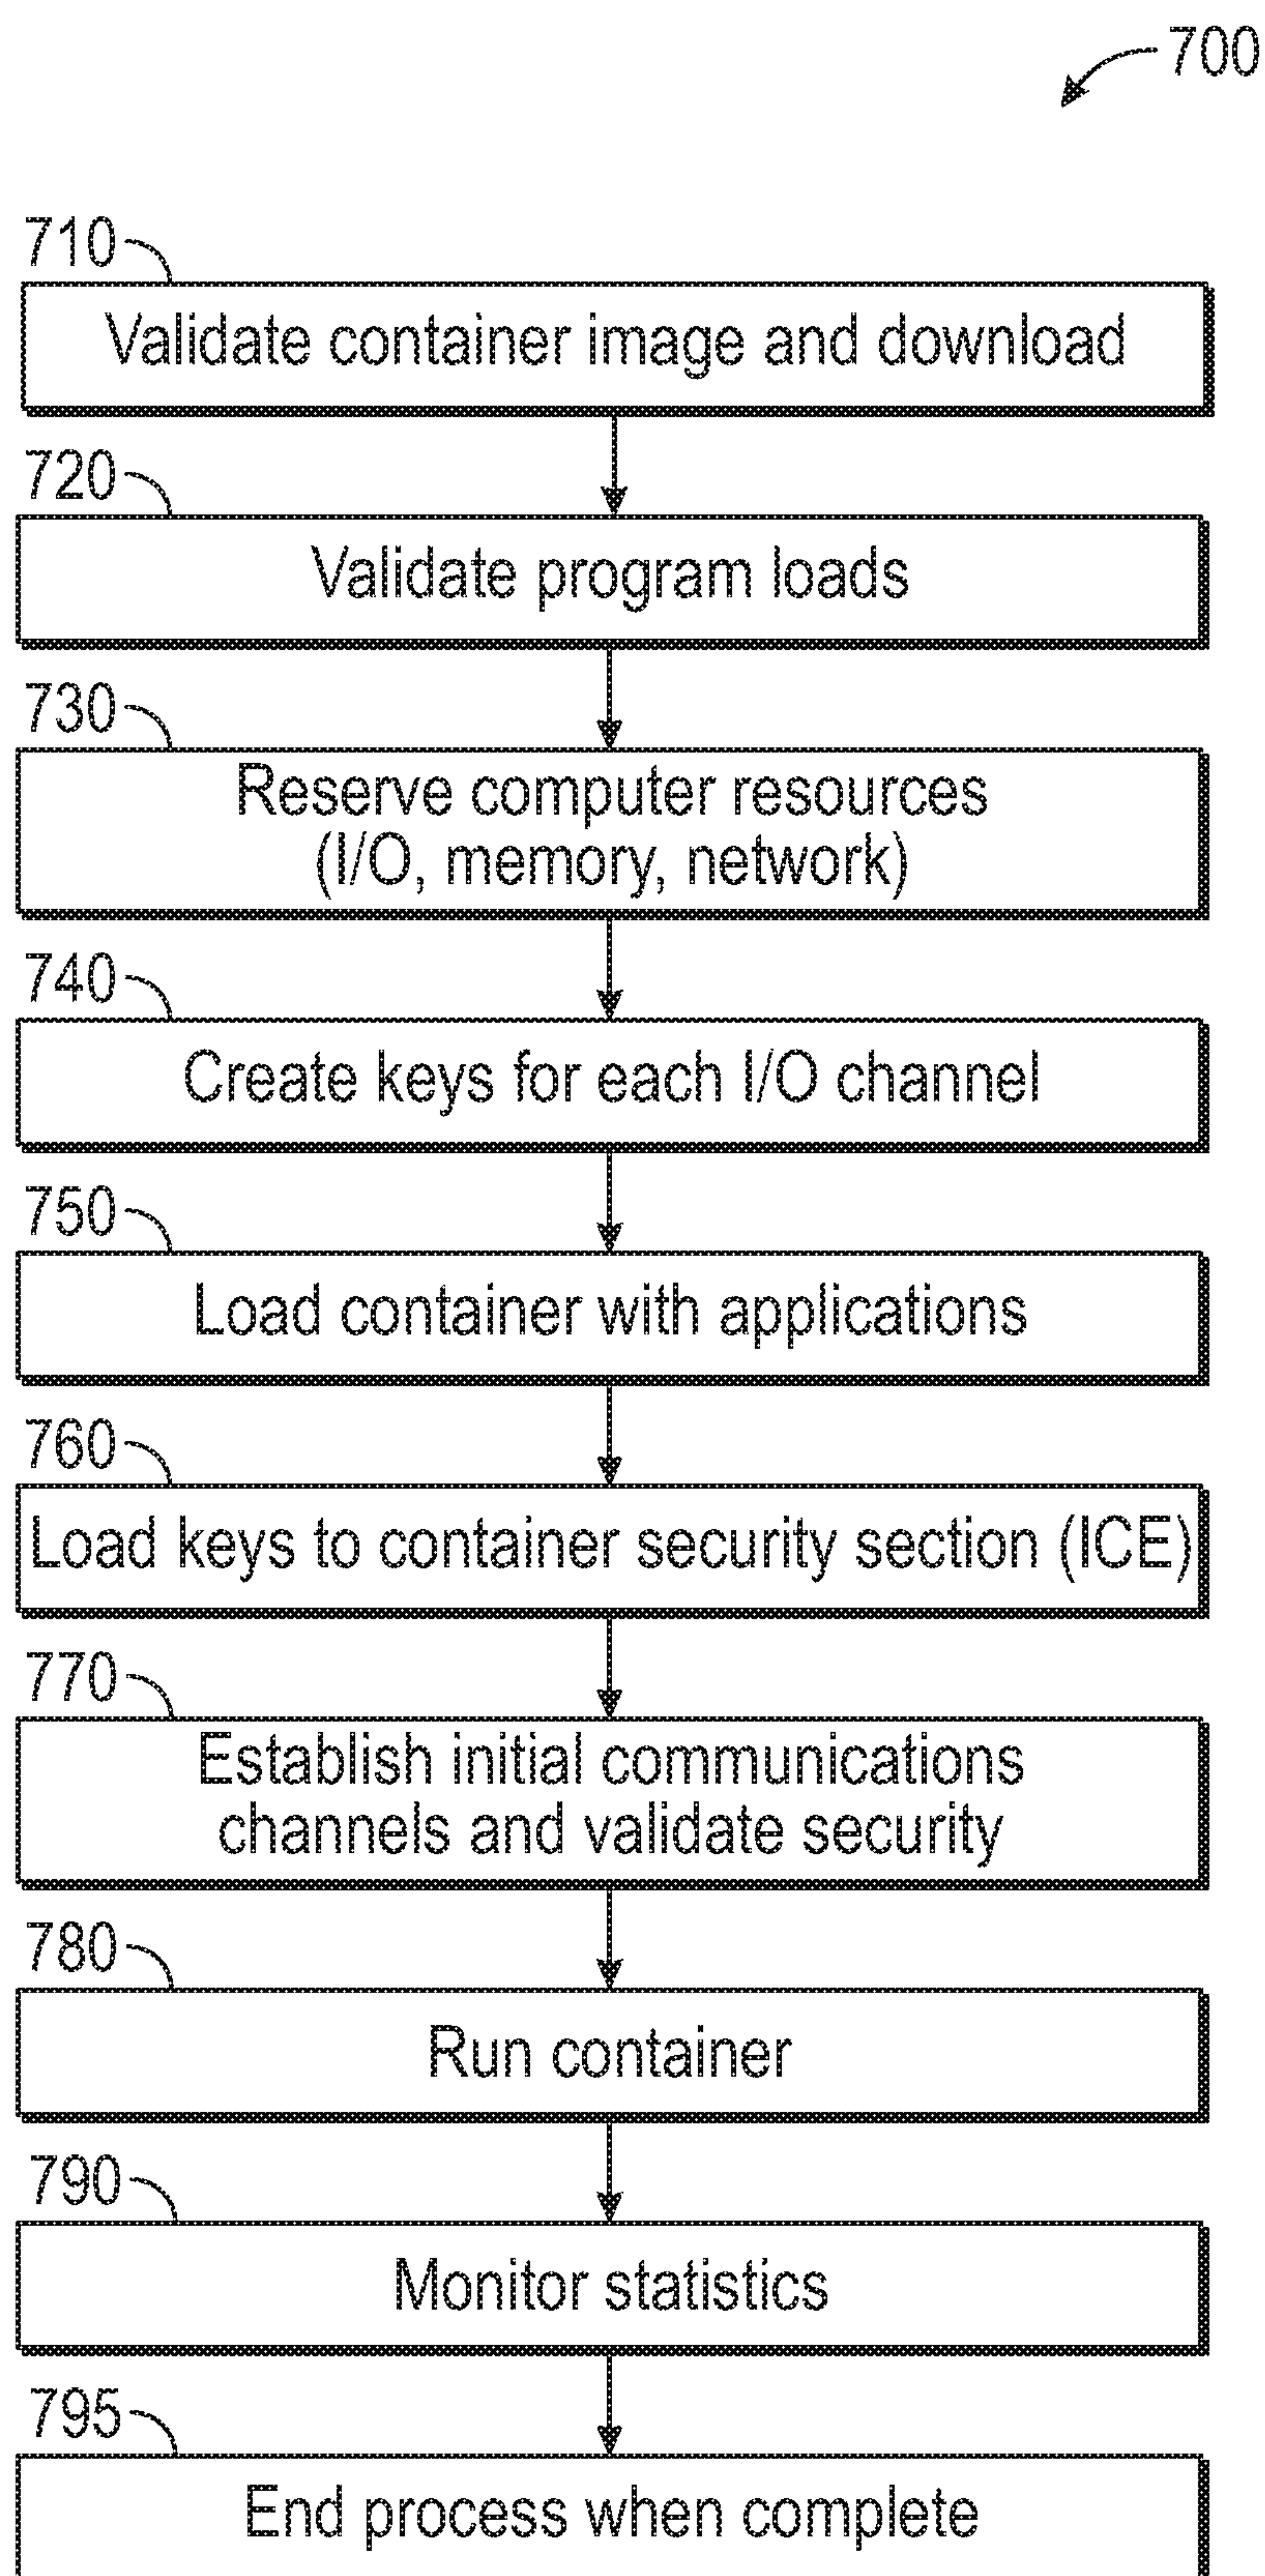 700
710
Validate container image and download
720
Validate program loads
730
Reserve computer resources
(I/O, memory, network)
740
Create keys for each I/O channel
750
Load container with applications
760
Load keys to container security section (ICE)
770
Establish initial communications
channels and validate security
780
Run container
790
Monitor statistics
795
End process when complete